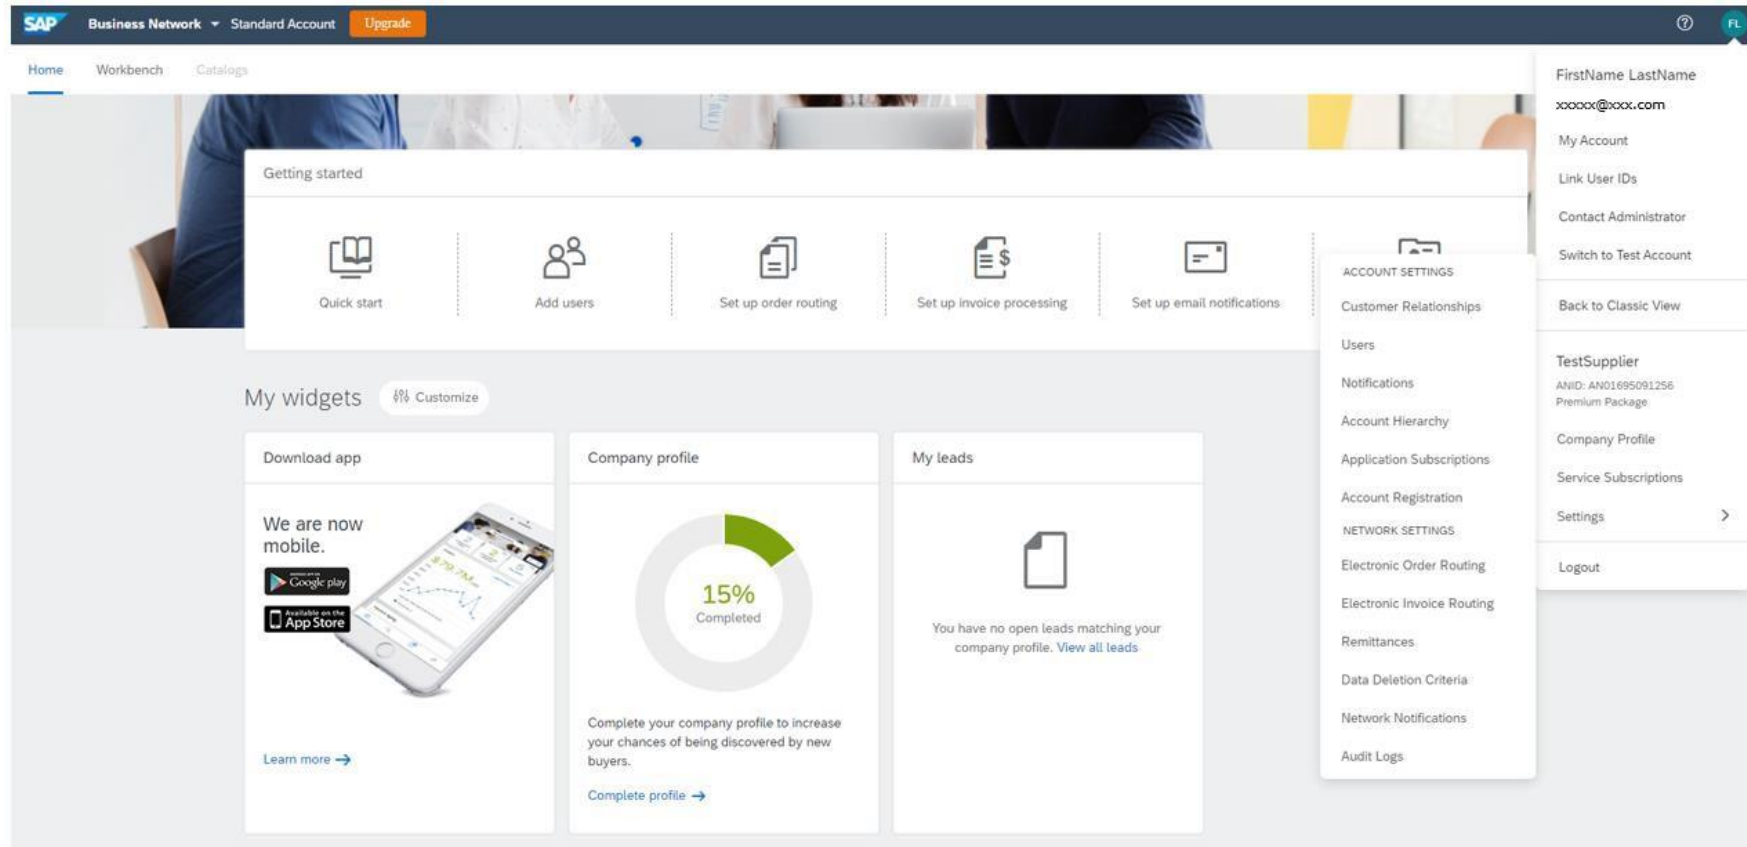 SAP Business Network Standard Account Upgrade FL
Home Workbench Catalogs
Getting started
Quick start
Add users
Set up order routing
Set up invoice processing
Set up email notifications
My widgets Customize
Download app
We are now
mobile.
Google play
Available on the
App Store
Learn more
Company profile
15%
Completed
Complete your company profile to increase
your chances of being discovered by new
buyers.
Complete profile
My leads
You have no open leads matching your
company profile. View all leads
ACCOUNT SETTINGS
Customer Relationships
Users
Notifications
Account Hierarchy
Application Subscriptions
Account Registration
NETWORK SETTINGS
Electronic Order Routing
Electronic Invoice Routing
Remittances
Data Deletion Criteria
Network Notifications
Audit Logs
FirstName LastName
xxxxx@xxx.com
My Account
Link User IDs
Contact Administrator
Switch to Test Account
Back to Classic View
TestSupplier
ANID: AN01695091256
Premium Package
Company Profile
Service Subscriptions
Settings
Logout